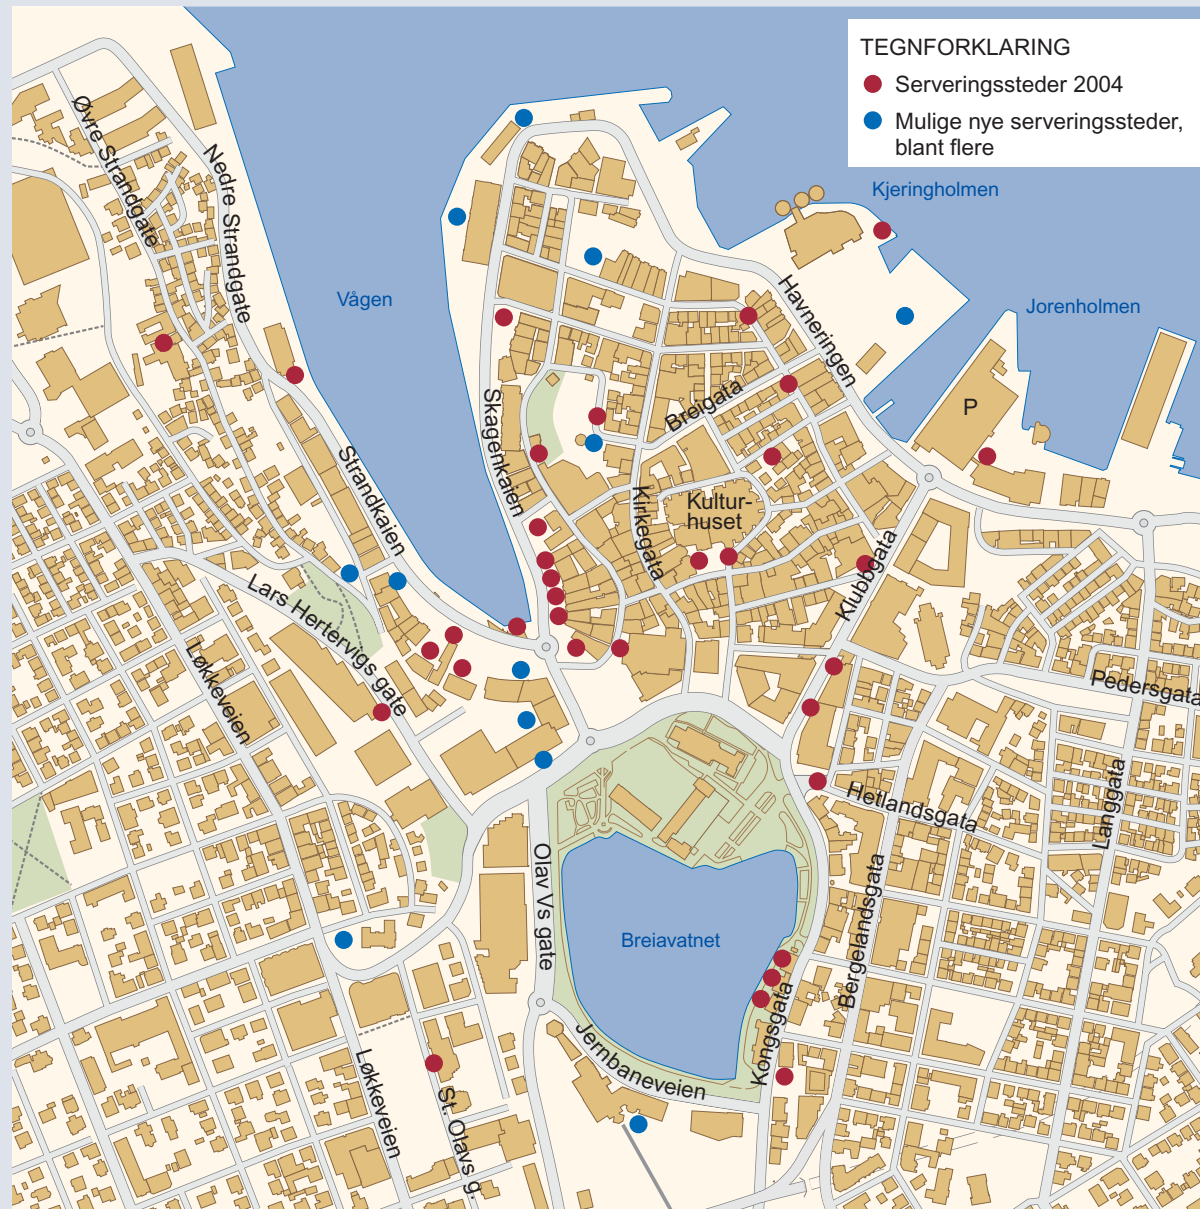 TEGNFORKLARING
Serveringssteder 2004
Mulige nye serveringssteder,
blant flere
Kjeringholmen
Jorenholmen
Vågen
Øvre Strandgate
Nedre Strandgate
Havneringen
Breigata
P
Skagenkaien
Strandkaien
Kirkegata
Kultur-
huset
Klubbgata
Lars Hertervigs gate
Løkkeveien
Pedersgata
Hetlandsgata
Langgata
Olav Vs gate
Breiavatnet
Bergelandsgata
Kongsgata
Jernbaneveien
Løkkeveien
St. Olavs g.